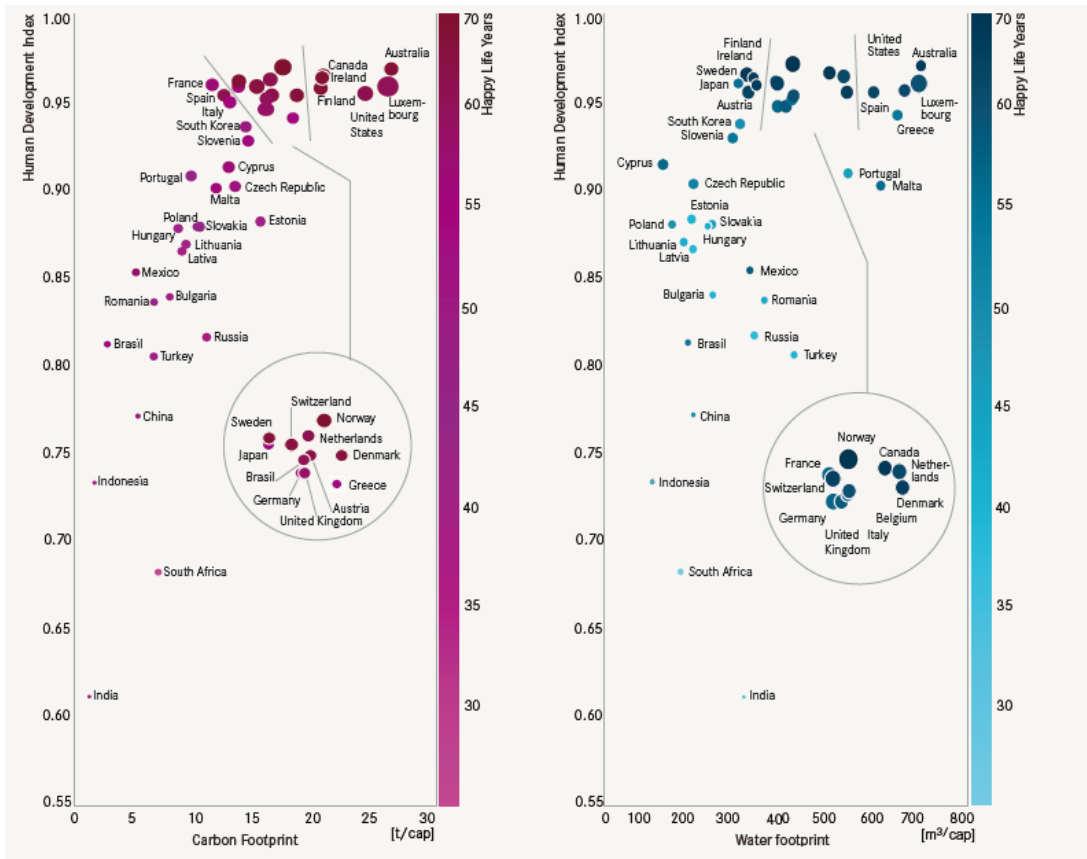 Human Development Index
1.00
0.95
0.90
0.85
0.80
0.75
0.70
0.65
0.60
0.55
0
5
10
15
20
25
30
Carbon Footprint
[t/cap]
70
60
55
50
45
40
35
30
Happy Life Years
Australia
Canada
Ireland
France
Spain
Italy
Finland
United
States
Luxem-
bourg
South Korea
Slovenia
Cyprus
Portugal
Czech Republic
Malta
Poland
Slovakia
Estonia
Hungary
Lithuania
Lativa
Mexico
Bulgaria
Romania
Russia
Brasil
Turkey
China
Indonesia
South Africa
India
Switzerland
Sweden
Norway
Netherlands
Japan
Denmark
Brasil
Greece
Germany
Austria
United Kingdom
Human Development Index
1.00
0.95
0.90
0.85
0.80
0.75
0.70
0.65
0.60
0.55
0
100
200
300
400
500
600
700
800
Water footprint
[m³/cap]
70
60
55
50
45
40
35
30
Happy Life Years
Finland
Ireland
United
States
Australia
Sweden
Japan
Austria
Spain
Luxem-
bourg
Greece
South Korea
Slovenia
Cyprus
Portugal
Czech Republic
Malta
Estonia
Poland
Slovakia
Hungary
Lithuania
Latvia
Mexico
Bulgaria
Romania
Russia
Brasil
Turkey
China
Indonesia
South Africa
India
Norway
Canada
France
Nether-
lands
Switzerland
Denmark
Germany
Belgium
United
Kingdom
Italy